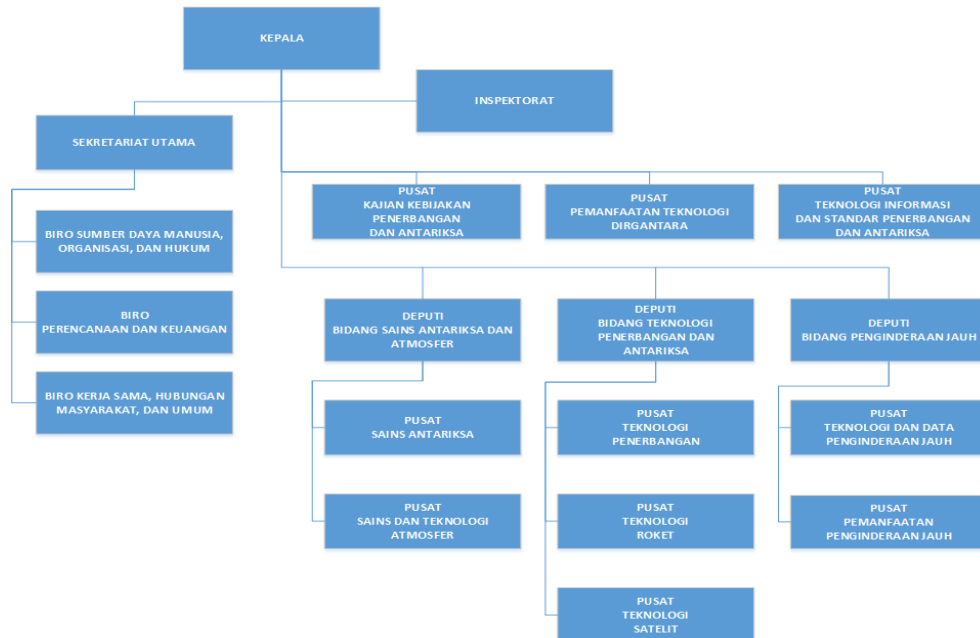 KEPALA
INSPEKTORAT
SEKRETARIAT UTAMA
PUSAT
KAJIAN KEBIJAKAN
PENERBANGAN
DAN ANTARIKSA
PUSAT
PEMANFAATAN TEKNOLOGI
DIRGANTARA
PUSAT
TEKNOLOGI INFORMASI
DAN STANDAR PENERBANGAN
DAN ANTARIKSA
BIRO SUMBER DAYA MANUSIA,
ORGANISASI, DAN HUKUM
BIRO
PERENCANAAN DAN KEUANGAN
BIRO KERJA SAMA, HUBUNGAN
MASYARAKAT, DAN UMUM
DEPUTI
BIDANG SAINS ANTARIKSA DAN
ATMOSFER
DEPUTI
BIDANG TEKNOLOGI
PENERBANGAN DAN
ANTARIKSA
DEPUTI
BIDANG PENGINDERAAN JAUH
PUSAT
SAINS ANTARIKSA
PUSAT
TEKNOLOGI
PENERBANGAN
PUSAT
TEKNOLOGI DAN DATA
PENGINDERAAN JAUH
PUSAT
SAINS DAN TEKNOLOGI
ATMOSFER
PUSAT
TEKNOLOGI
ROKET
PUSAT
PEMANFAATAN
PENGINDERAAN JAUH
PUSAT
TEKNOLOGI
SATELIT